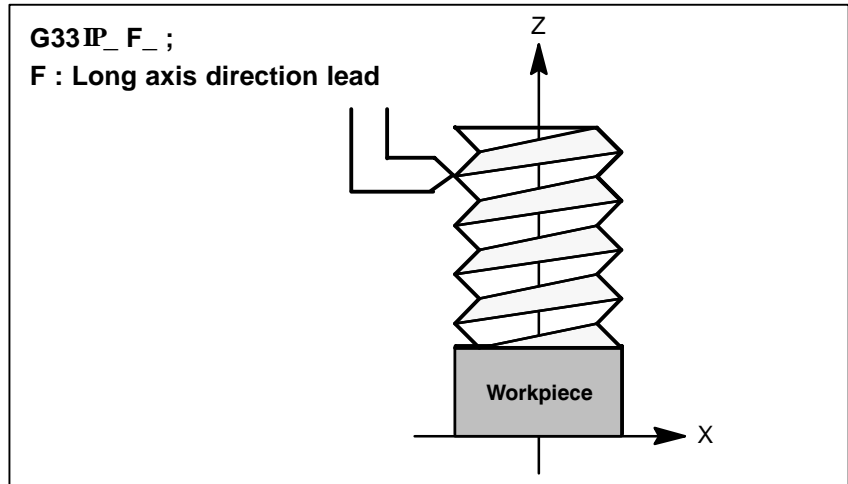 G33 IP_ F_ ;
F : Long axis direction lead
Z
Workpiece
X